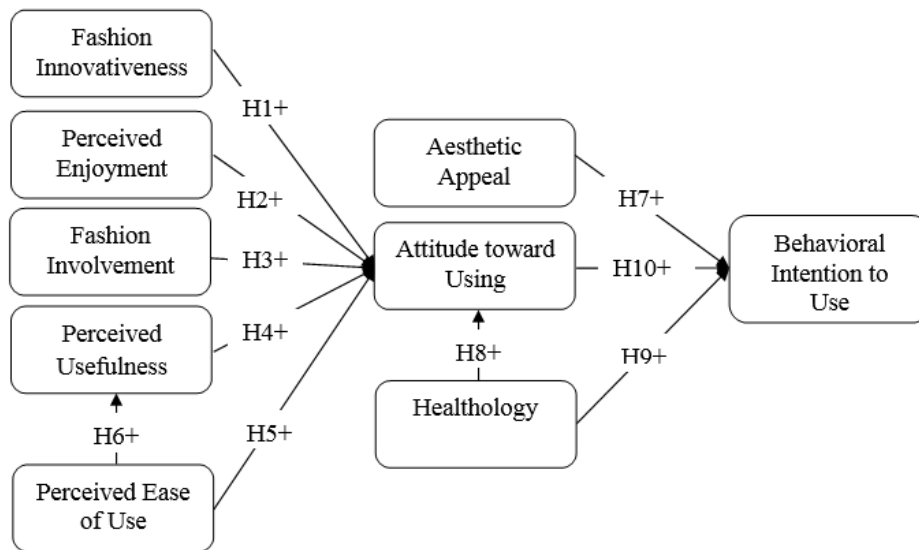 Fashion
Innovativeness
H1+
Perceived
Enjoyment
H2+
Fashion
Involvement
H3+
Perceived
Usefulness
H4+
H6+
H5+
Perceived Ease
of Use
Aesthetic
Appeal
H7+
Attitude toward
Using
H10+
H8+
H9+
Healthology
Behavioral
Intention to
Use